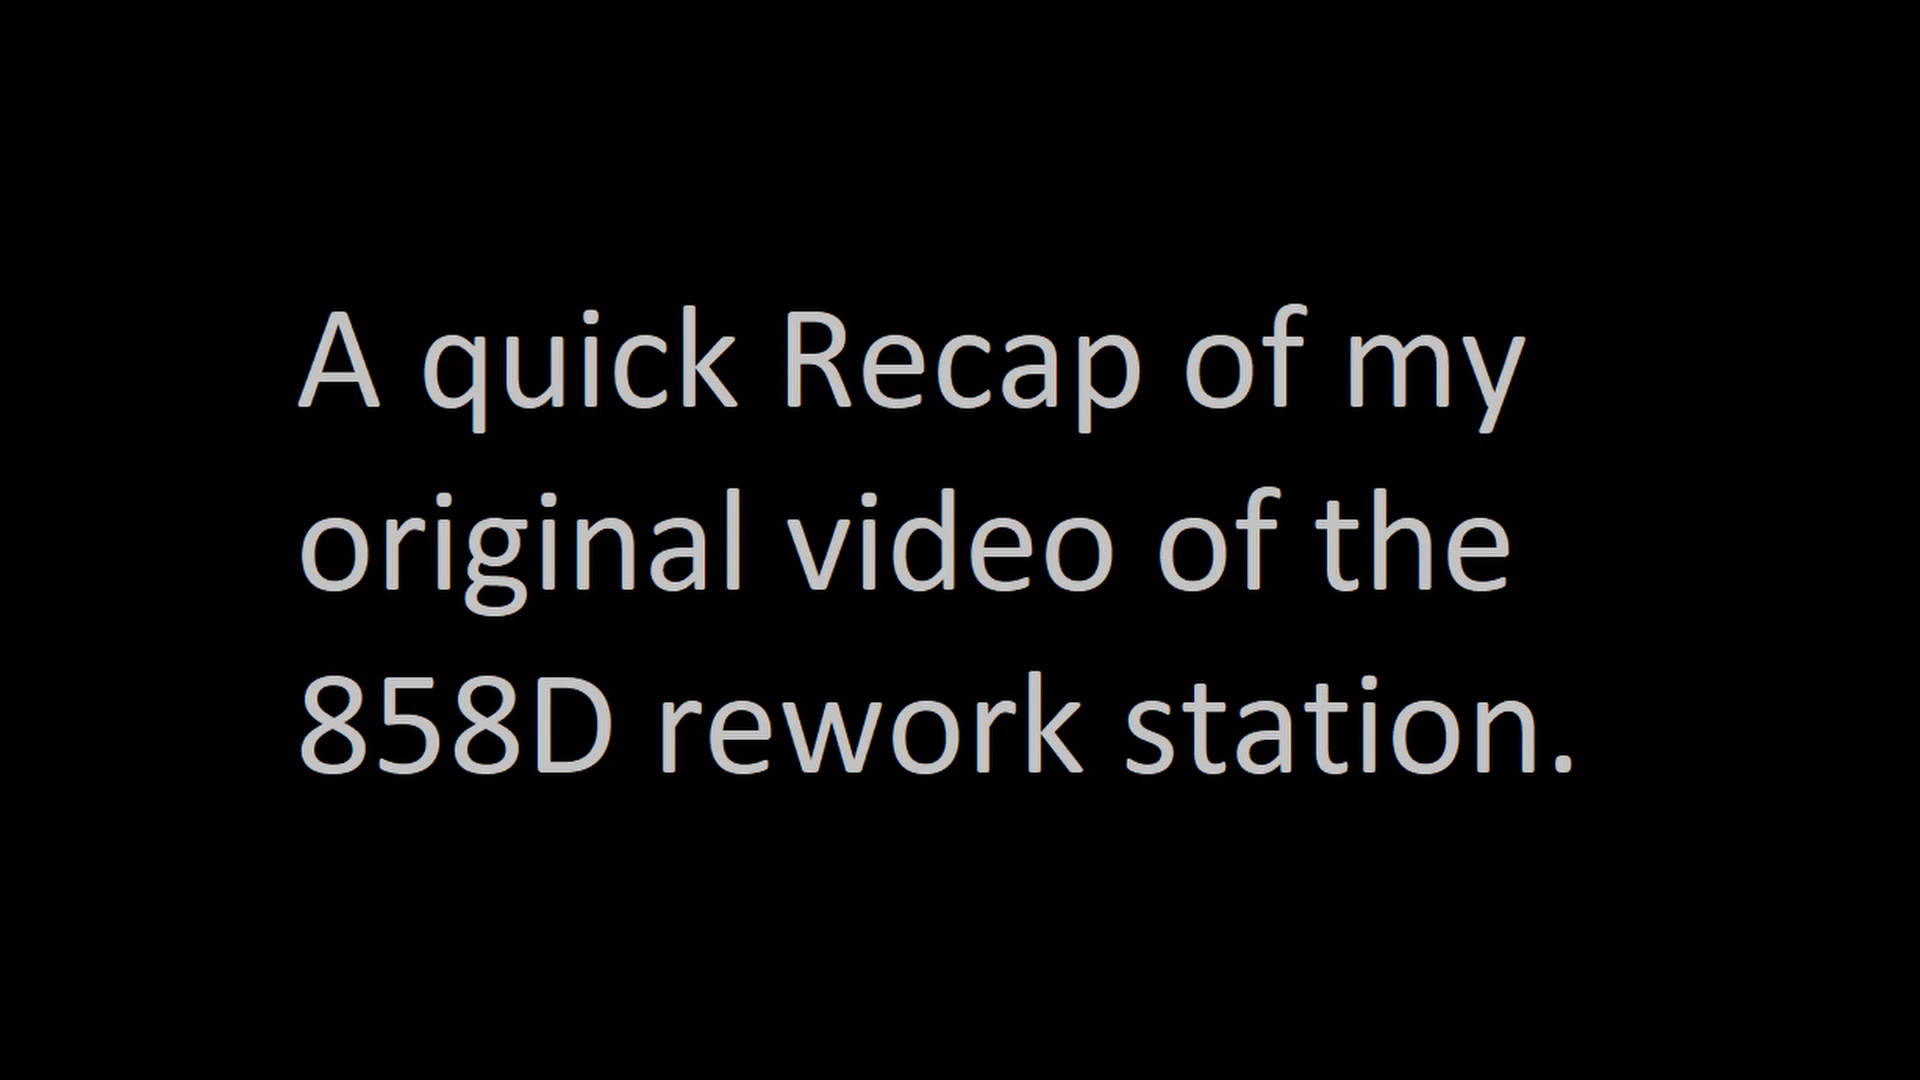 A quick Recap of my
original video of the
858D rework station.